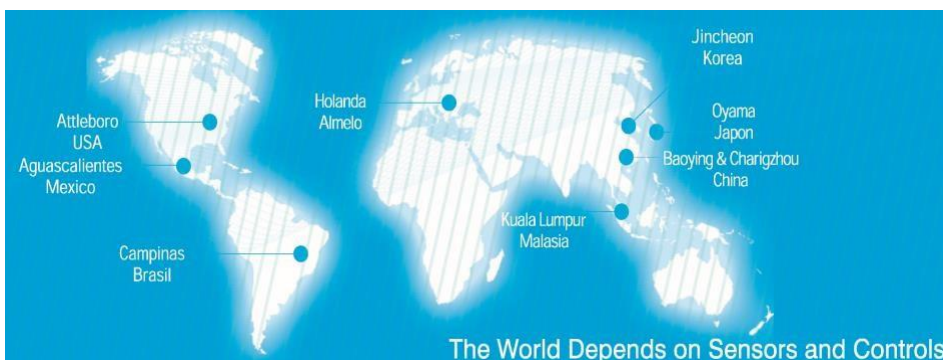 Jincheon
Korea
Holanda
Almelo
Oyama
Japon
Attleboro
USA
Aguascalientes
Mexico
Baoying & Charigzhou
China
Kuala Lumpur
Malasia
Campinas
Brasil
The World Depends on Sensors and Controls